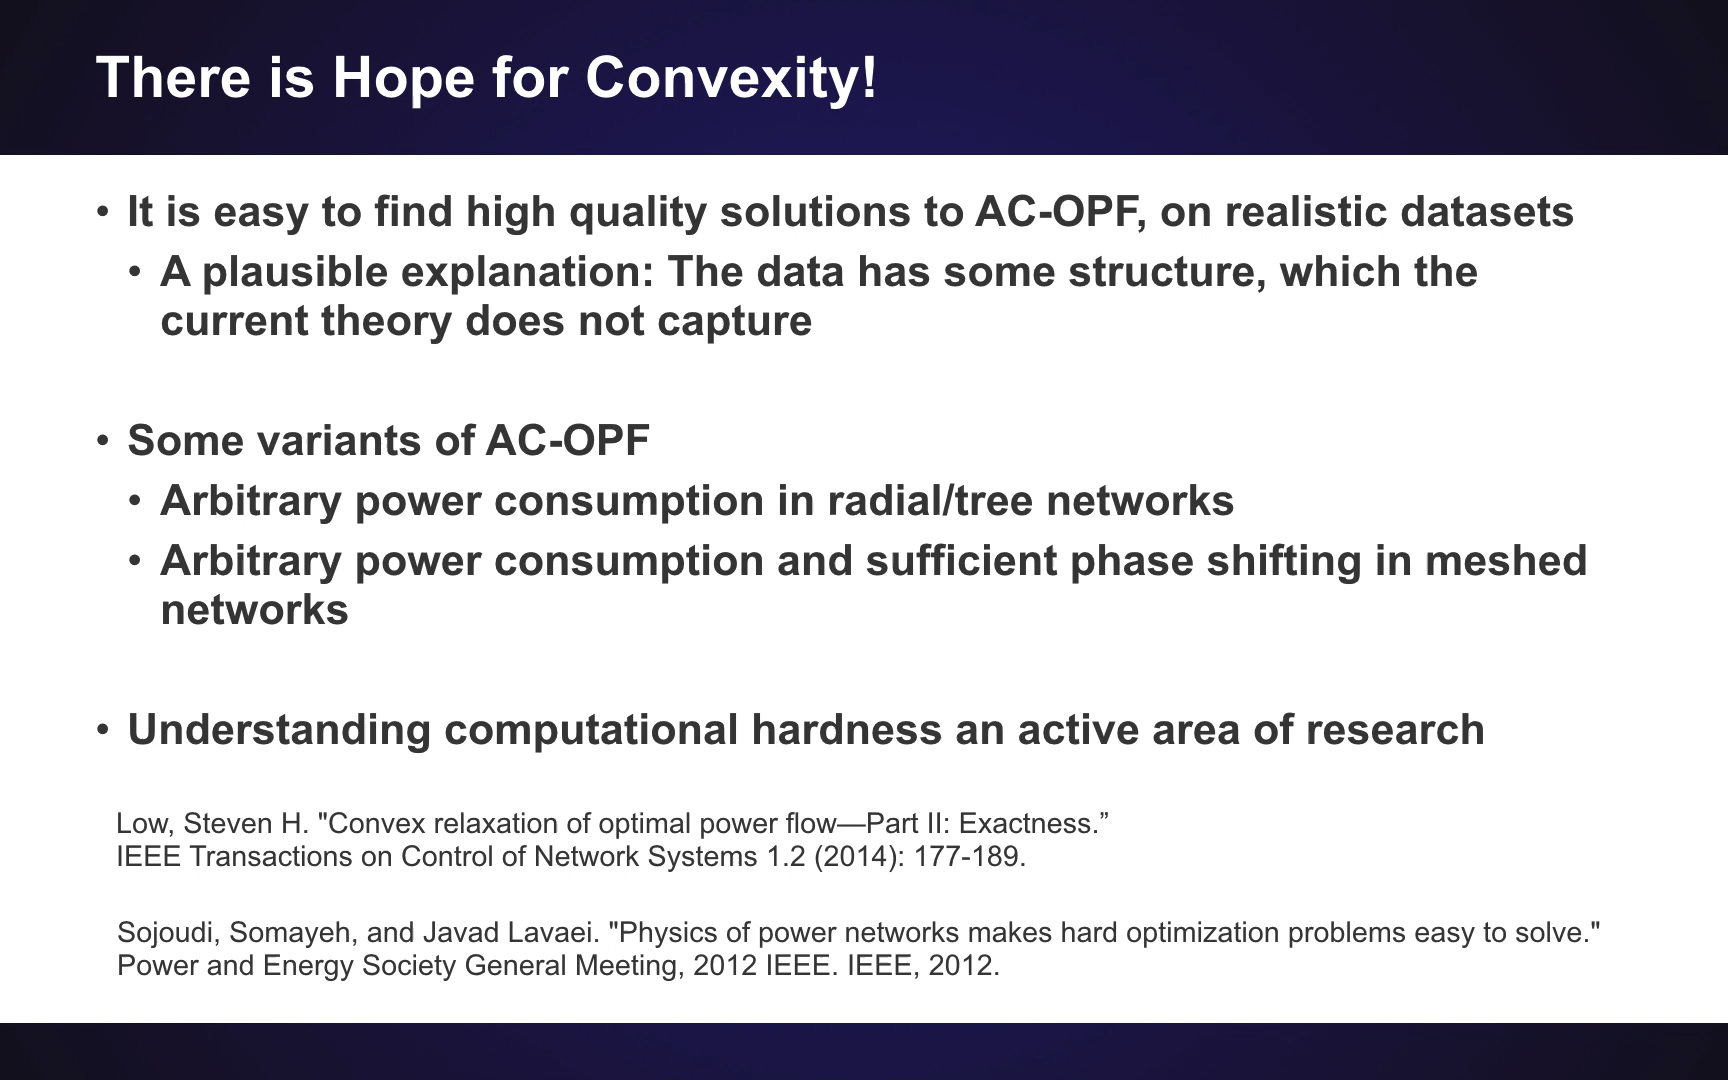 There is Hope for Convexity!
• It is easy to find high quality solutions to AC-OPF, on realistic datasets
• A plausible explanation: The data has some structure, which the
current theory does not capture
• Some variants of AC-OPF
• Arbitrary power consumption in radial/tree networks
• Arbitrary power consumption and sufficient phase shifting in meshed
networks
• Understanding computational hardness an active area of research
Low, Steven H. "Convex relaxation of optimal power flow—Part II: Exactness.”
IEEE Transactions on Control of Network Systems 1.2 (2014): 177-189.
Sojoudi, Somayeh, and Javad Lavaei. "Physics of power networks makes hard optimization problems easy to solve."
Power and Energy Society General Meeting, 2012 IEEE. IEEE, 2012.